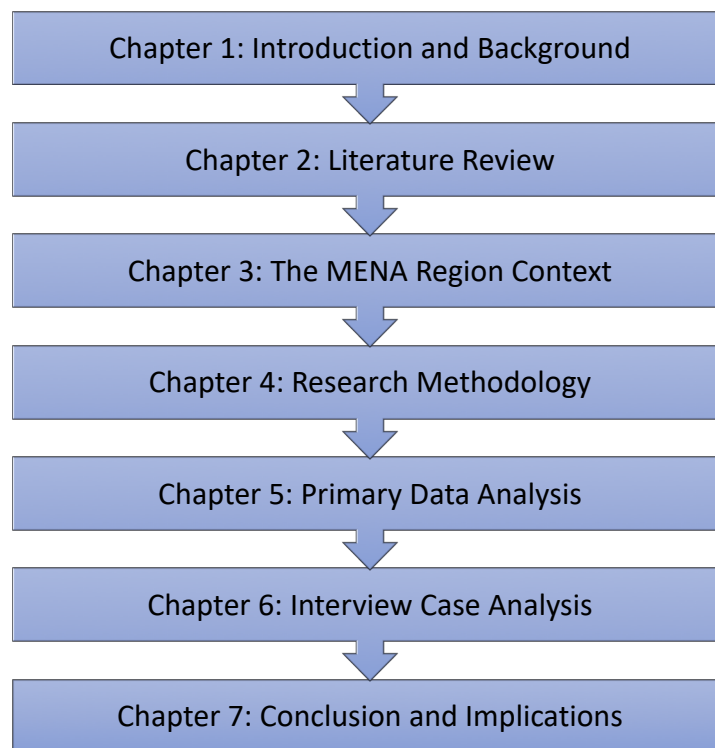 Chapter 1: Introduction and Background
Chapter 2: Literature Review
Chapter 3: The MENA Region Context
Chapter 4: Research Methodology
Chapter 5: Primary Data Analysis
Chapter 6: Interview Case Analysis
Chapter 7: Conclusion and Implications